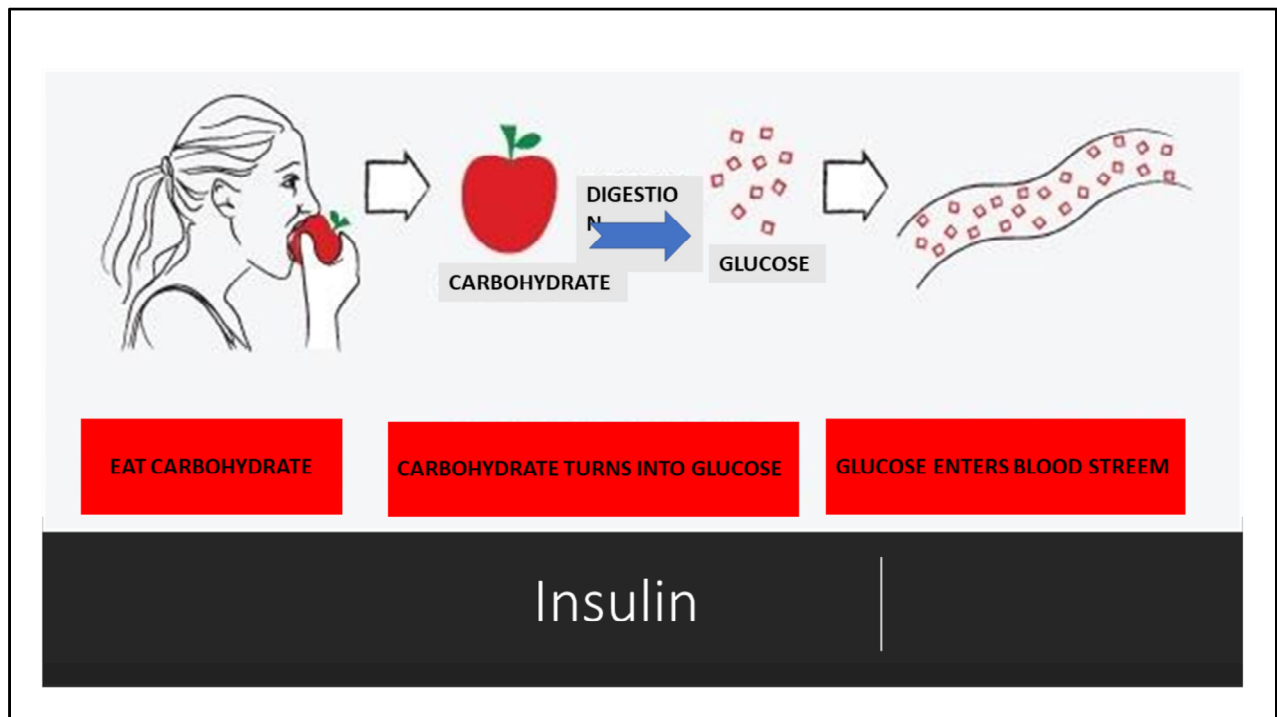 DIGESTIO
N
CARBOHYDRATE
GLUCOSE
EAT CARBOHYDRATE
CARBOHYDRATE TURNS INTO GLUCOSE
GLUCOSE ENTERS BLOOD STREEM
Insulin